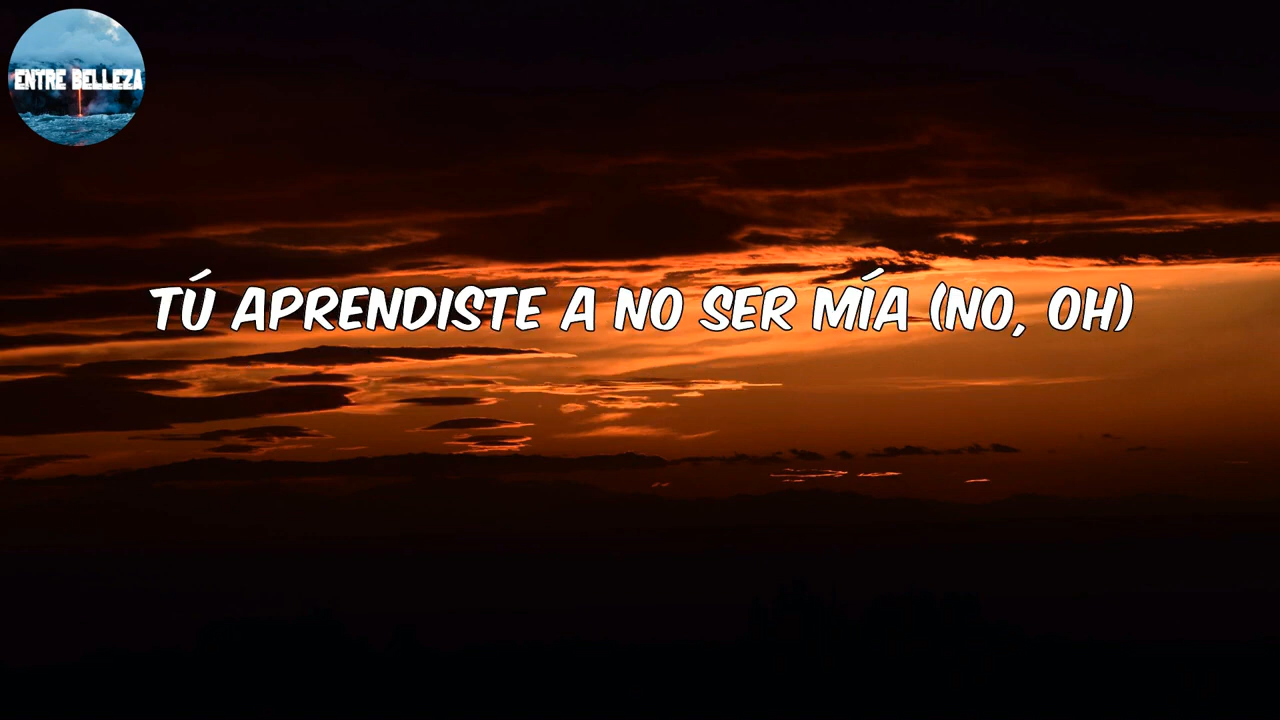 ENTRE BELLEZA
TÚ APRENDISTE A NO SER MÍA (NO, OH)